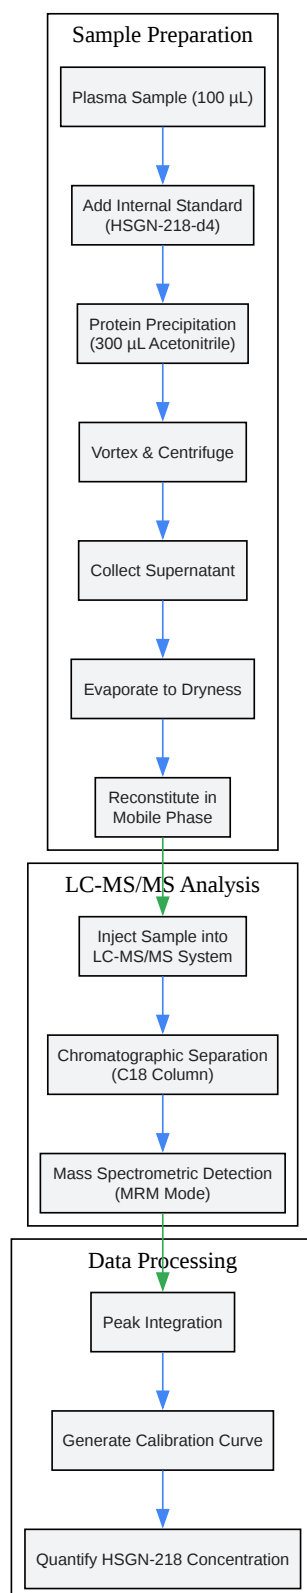 Sample Preparation
Plasma Sample (100 µL)
Add Internal Standard
(HSGN-218-d4)
Protein Precipitation
(300 µL Acetonitrile)
Vortex & Centrifuge
Collect Supernatant
Evaporate to Dryness
Reconstitute in
Mobile Phase
LC-MS/MS Analysis
Inject Sample into
LC-MS/MS System
Chromatographic Separation
(C18 Column)
Mass Spectrometric Detection
(MRM Mode)
Data Processing
Peak Integration
Generate Calibration Curve
Quantify HSGN-218 Concentration